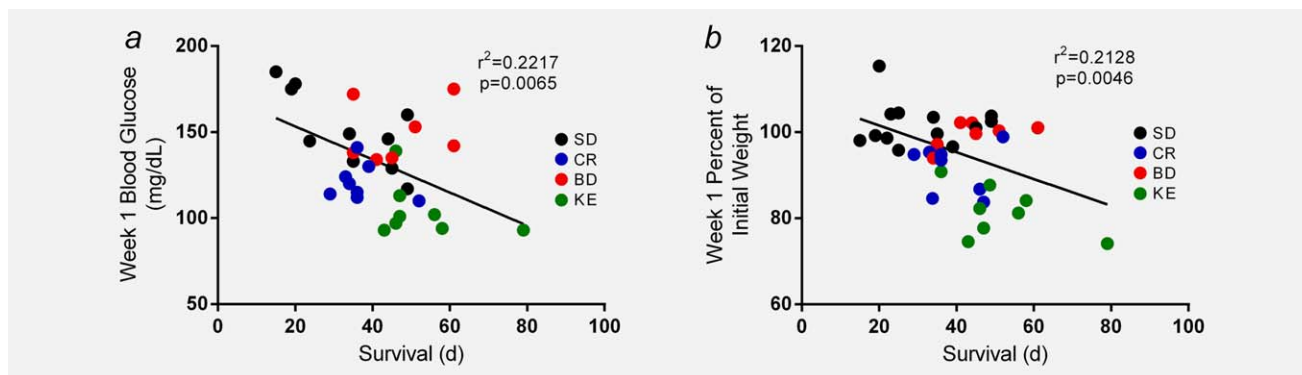 a
200
150
100
50
Week 1 Blood Glucose
(mg/dL)
r²=0.2217
p=0.0065
SD
CR
BD
KE
0 20 40 60 80 100
Survival (d)
b
120
100
80
60
Week 1 Percent of
Initial Weight
r²=0.2128
p=0.0046
SD
CR
BD
KE
0 20 40 60 80 100
Survival (d)